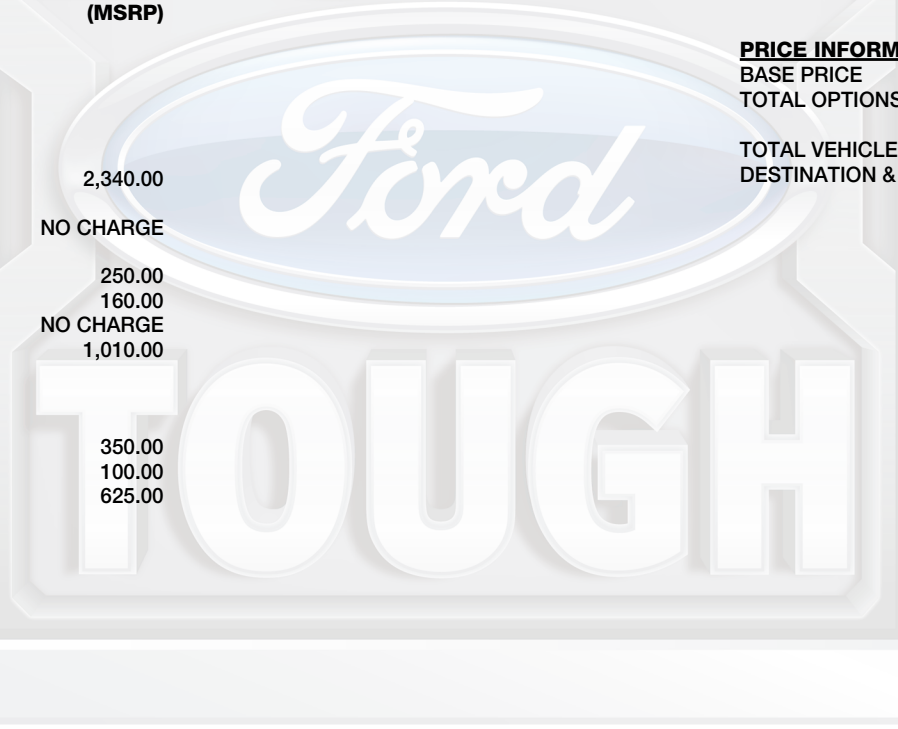 (MSRP)
2,340.00
NO CHARGE
250.00
160.00
NO CHARGE
1,010.00
350.00
100.00
625.00
PRICE INFORM
BASE PRICE
TOTAL OPTIONS
TOTAL VEHICLE
DESTINATION &
Ford
TOUGH